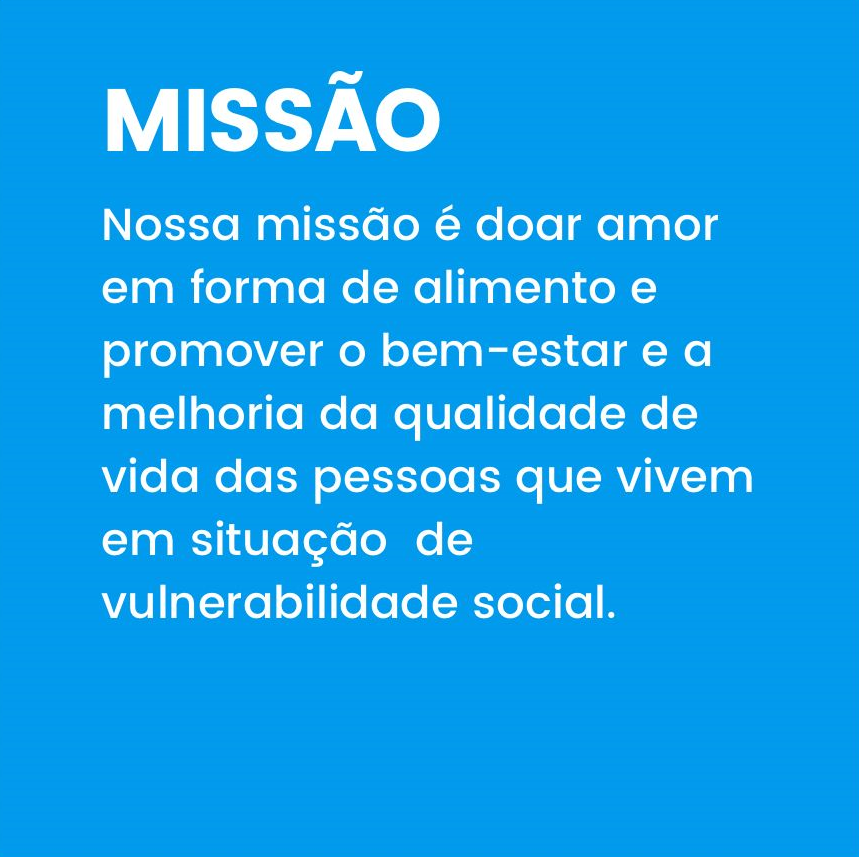 MISSÃO
Nossa missão é doar amor
em forma de alimento e
promover o bem-estar e a
melhoria da qualidade de
vida das pessoas que vivem
em situação  de
vulnerabilidade social.